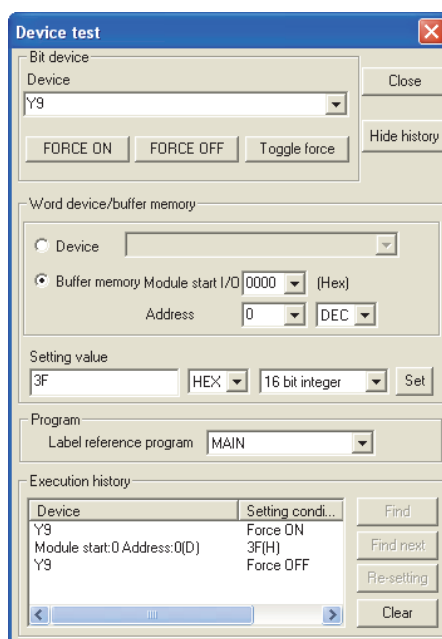 Device test
Bit device
Device
Close
Y9
FORCE ON FORCE OFF Toggle force
Hide history
Word device/buffer memory
Device
Buffer memory Module start I/O 0000 (Hex)
Address 0 DEC
Setting value
3F HEX 16 bit integer Set
Program
Label reference program MAIN
Execution history
Device Setting condi...
Y9 Force ON
Module start:0 Address:0(D) 3F(H)
Y9 Force OFF
Find
Find next
Re-setting
Clear